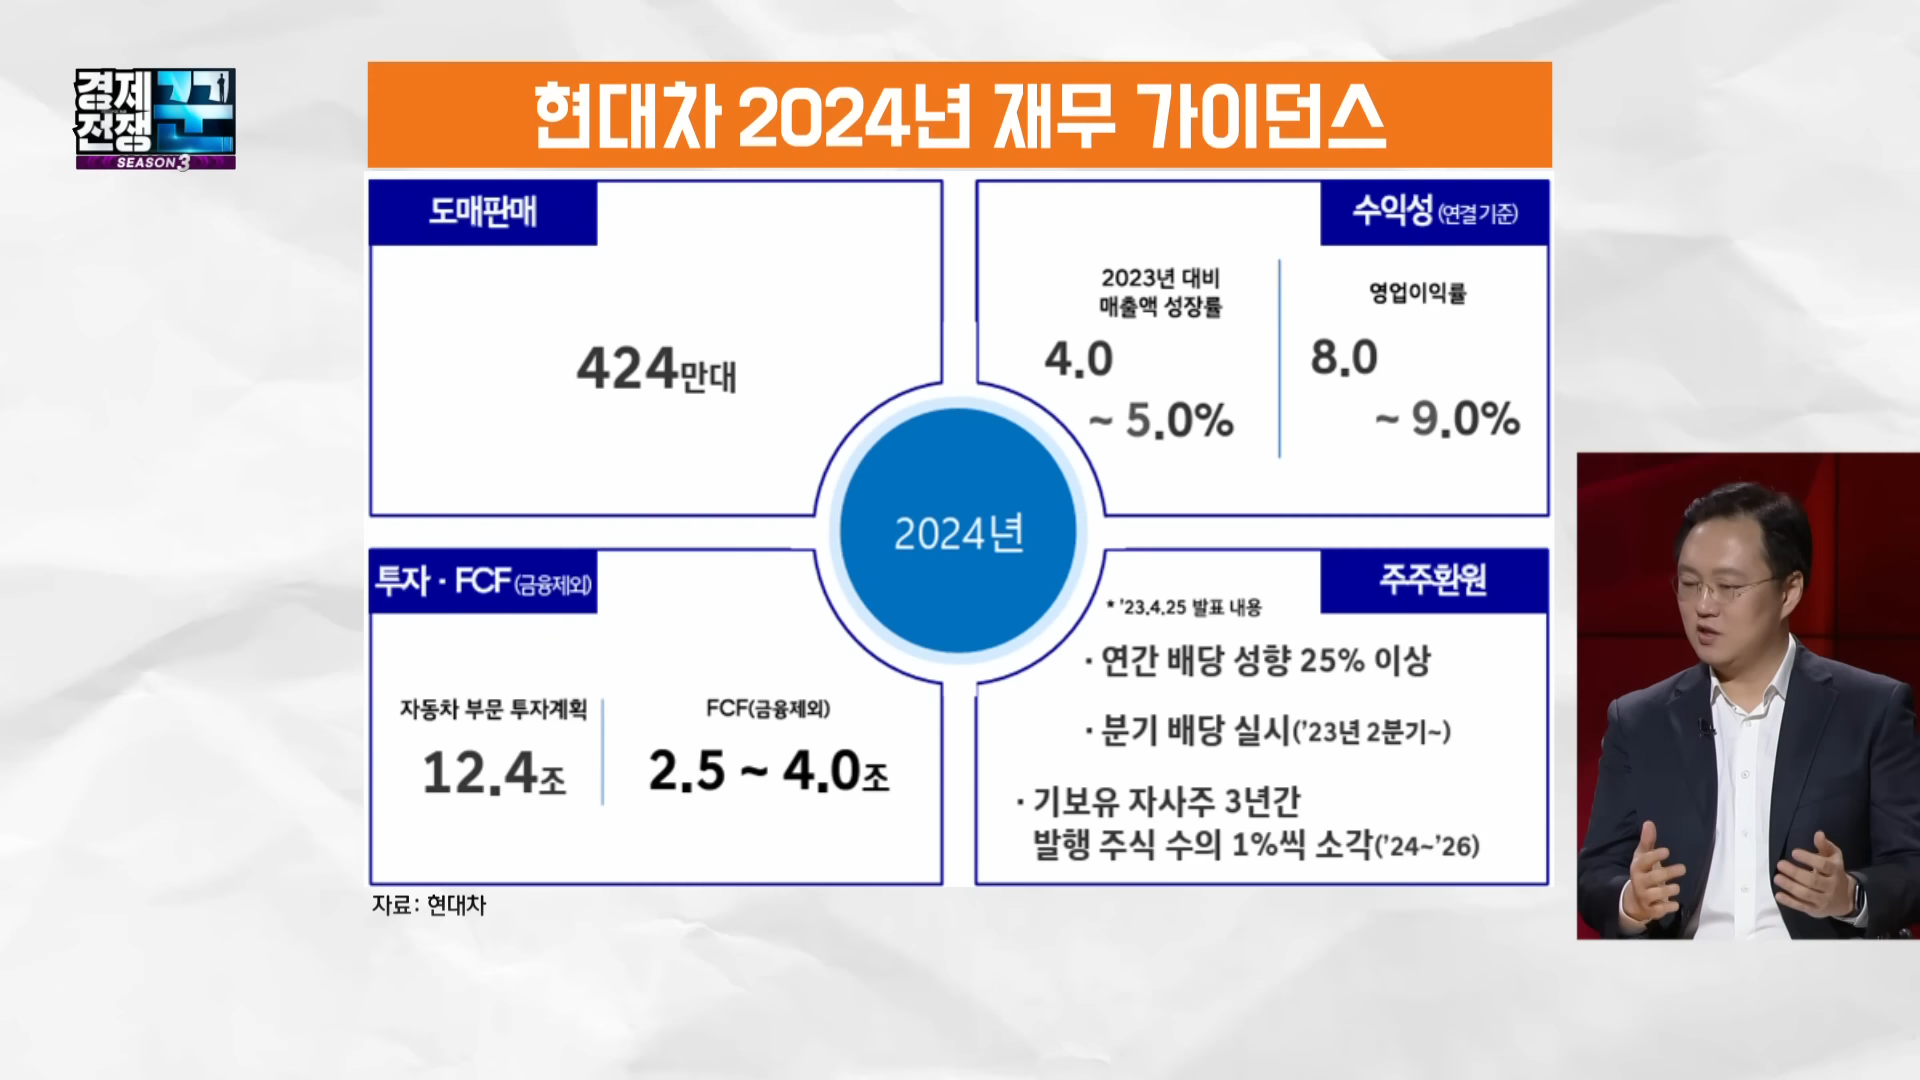 경제
전쟁
꾼
SEASON 3
현대차 2024년 재무 가이던스
도매판매
424만대
수익성 (연결 기준)
2023년 대비
매출액 성장률
4.0
~ 5.0%
영업이익률
8.0
~ 9.0%
2024년
투자 · FCF (금융제외)
자동차 부문 투자계획
12.4조
FCF(금융제외)
2.5 ~ 4.0조
주주환원
* '23.4.25 발표 내용
· 연간 배당 성향 25% 이상
· 분기 배당 실시('23년 2분기~)
· 기보유 자사주 3년간
발행 주식 수의 1%씩 소각('24~'26)
자료: 현대차